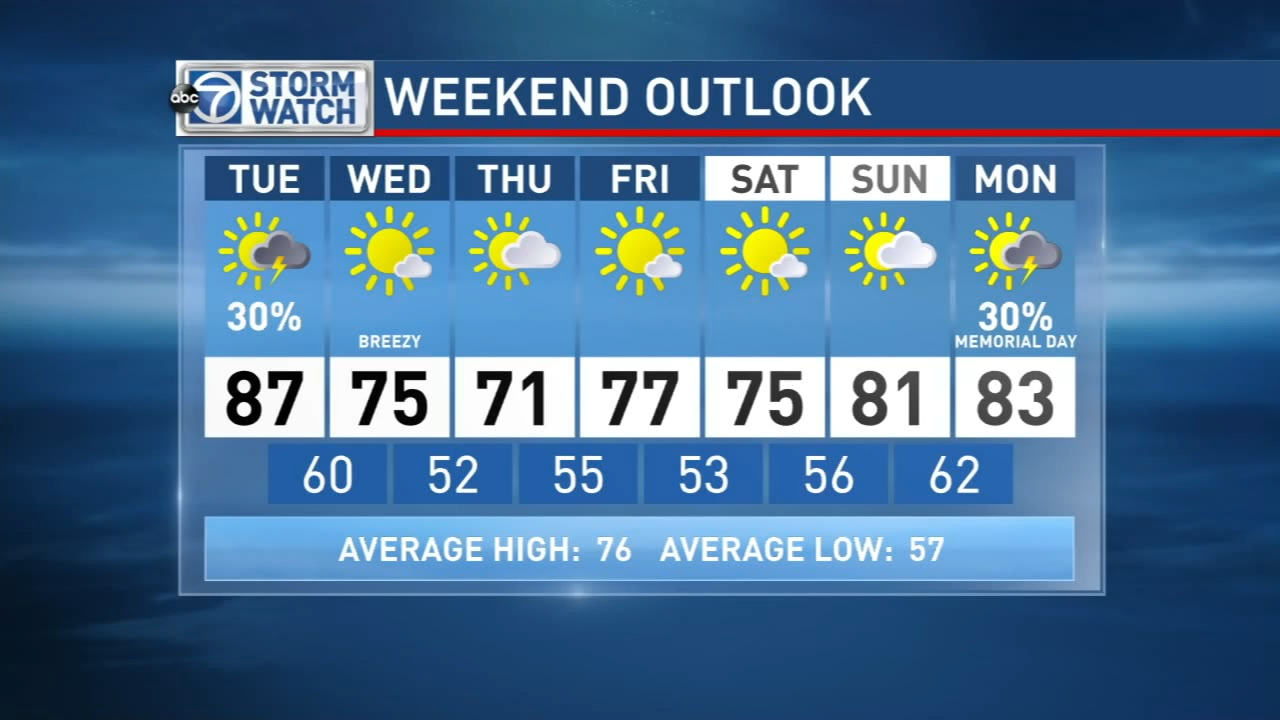 abc 7 STORM WATCH
WEEKEND OUTLOOK
TUE WED THU FRI SAT SUN MON
30% 30%
BREEZY MEMORIAL DAY
87 75 71 77 75 81 83
60 52 55 53 56 62
AVERAGE HIGH: 76 AVERAGE LOW: 57